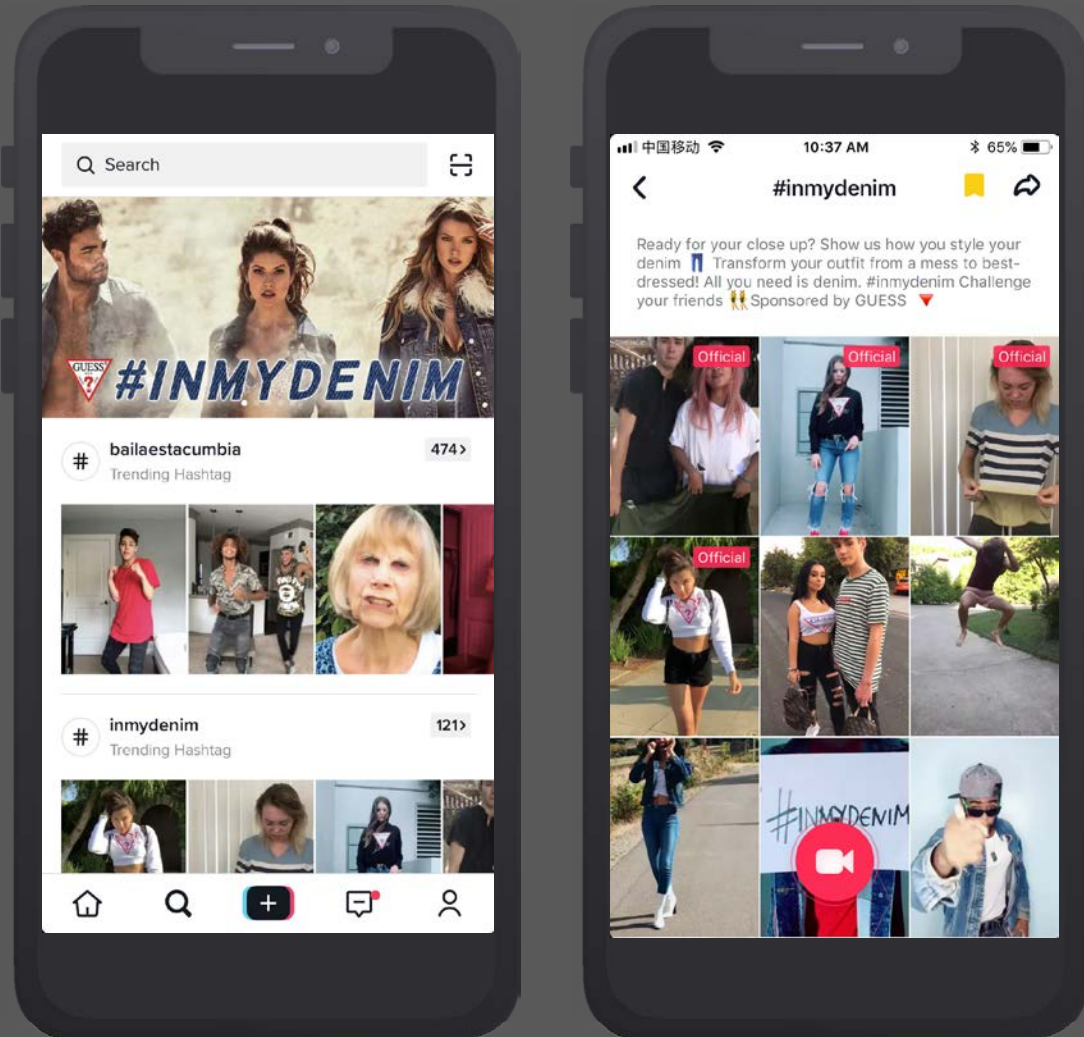 Search
GUESS
?
#INMYDENIM
bailaestacumbia
474>
Trending Hashtag
inmydenim
121>
Trending Hashtag
中国移动
10:37 AM
65%
#inmydenim
Ready for your close up? Show us how you style your
denim 👖 Transform your outfit from a mess to best-
dressed! All you need is denim. #inmydenim Challenge
your friends 👯 Sponsored by GUESS 🔻
Official
Official
Official
Official
#INMYDENIM